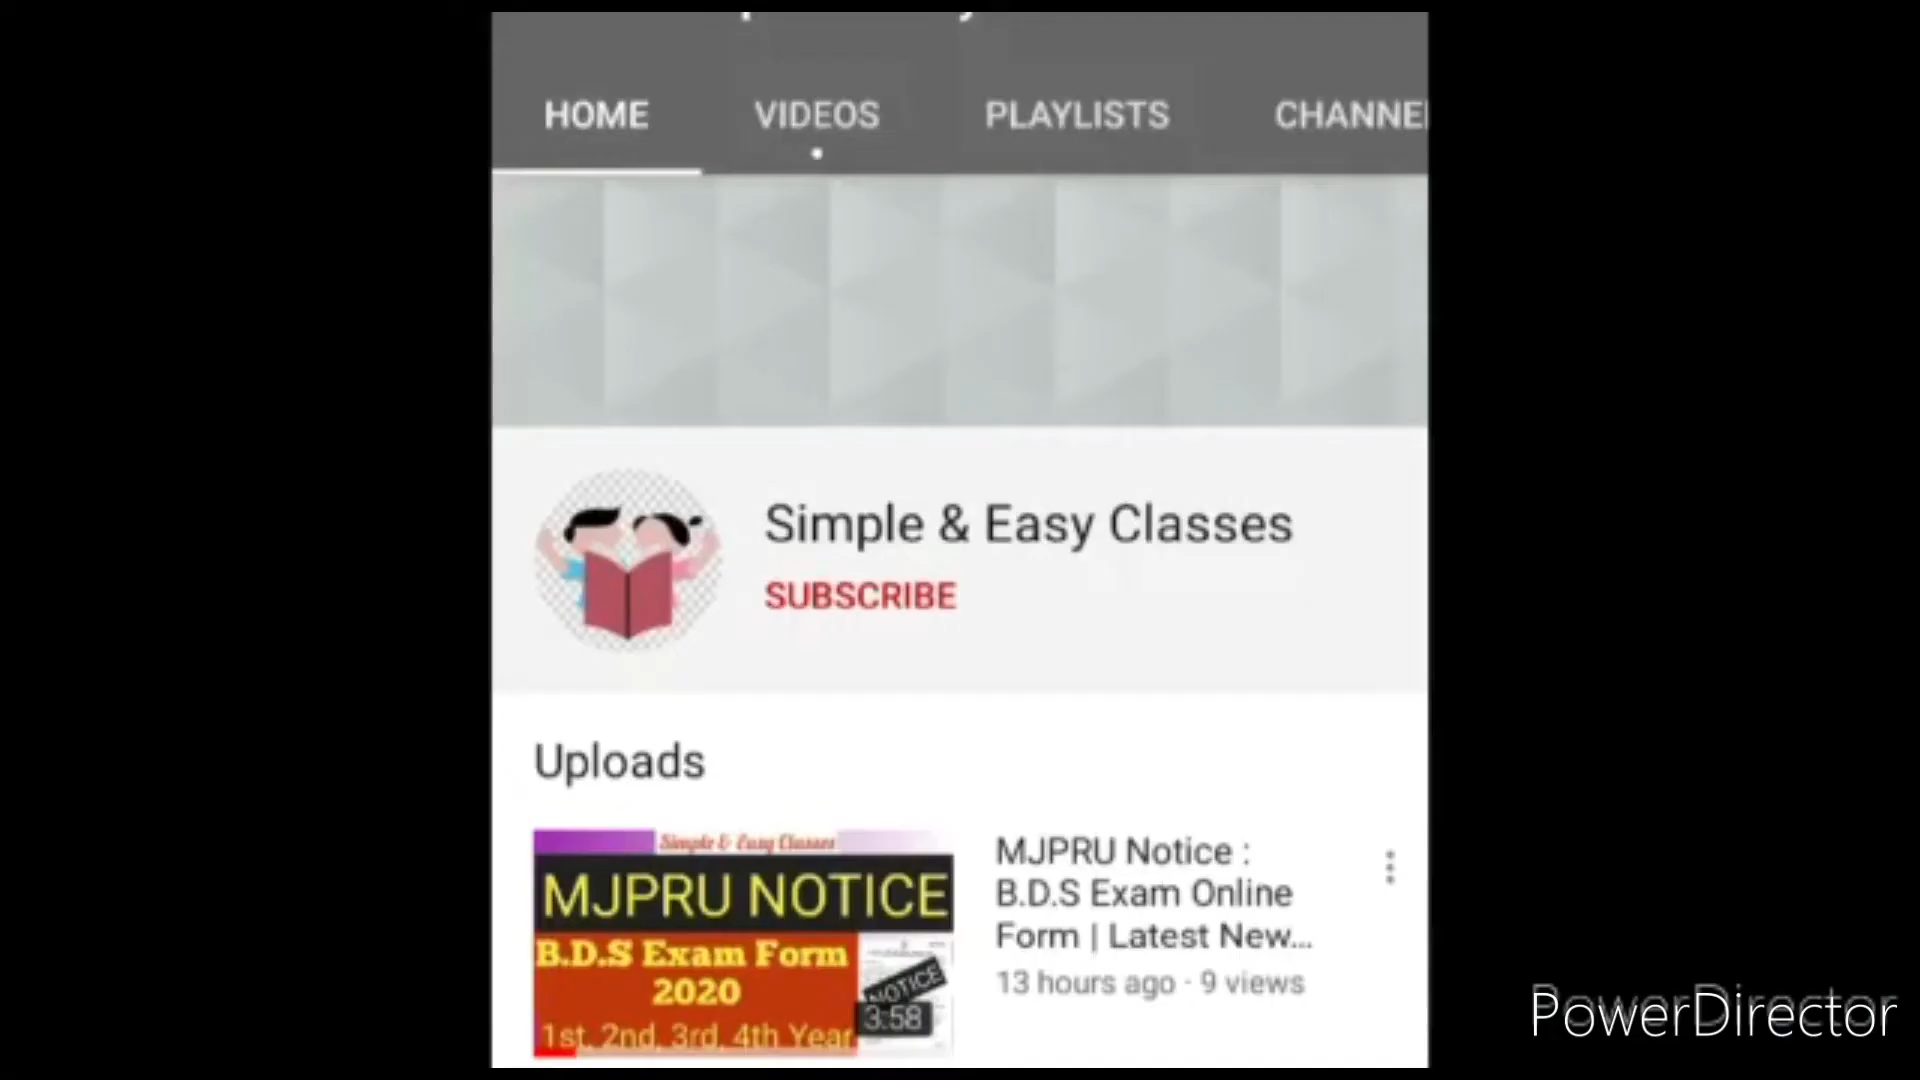 HOME VIDEOS PLAYLISTS CHANNEL
Simple & Easy Classes
SUBSCRIBE
Uploads
Simple & Easy Classes
MJPRU NOTICE
B.D.S Exam Form
2020
1st, 2nd, 3rd, 4th Year
NOTICE
3:58
MJPRU Notice :
B.D.S Exam Online
Form | Latest New...
13 hours ago · 9 views
PowerDirector